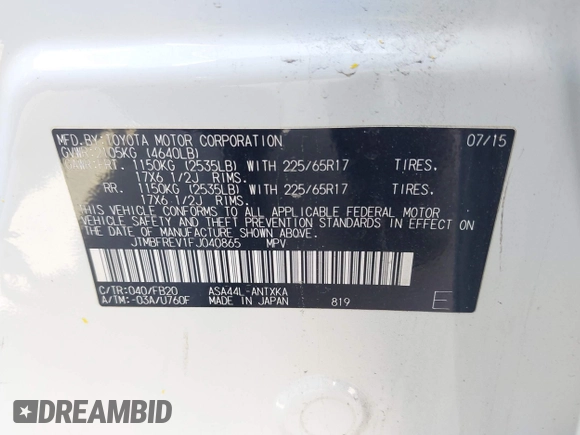 MFD.BY:TOYOTA MOTOR CORPORATION 07/15
GVWR:2105KG (4640LB)
GAWR:FRT. 1150KG (2535LB) WITH 225/65R17 TIRES.
17X6 1/2J RIMS.
RR. 1150KG (2535LB) WITH 225/65R17 TIRES.
17X6 1/2J RIMS.
THIS VEHICLE CONFORMS TO ALL APPLICABLE FEDERAL MOTOR
VEHICLE SAFETY AND THEFT PREVENTION STANDARDS IN EFFECT ON
THE DATE OF MANUFACTURE SHOWN ABOVE.
JTMBFREV1FJ040865 MPV
C/TR:040/FB20 ASA44L-ANTXKA
A/TM:-03A/U760F MADE IN JAPAN 819 E
DREAMBID